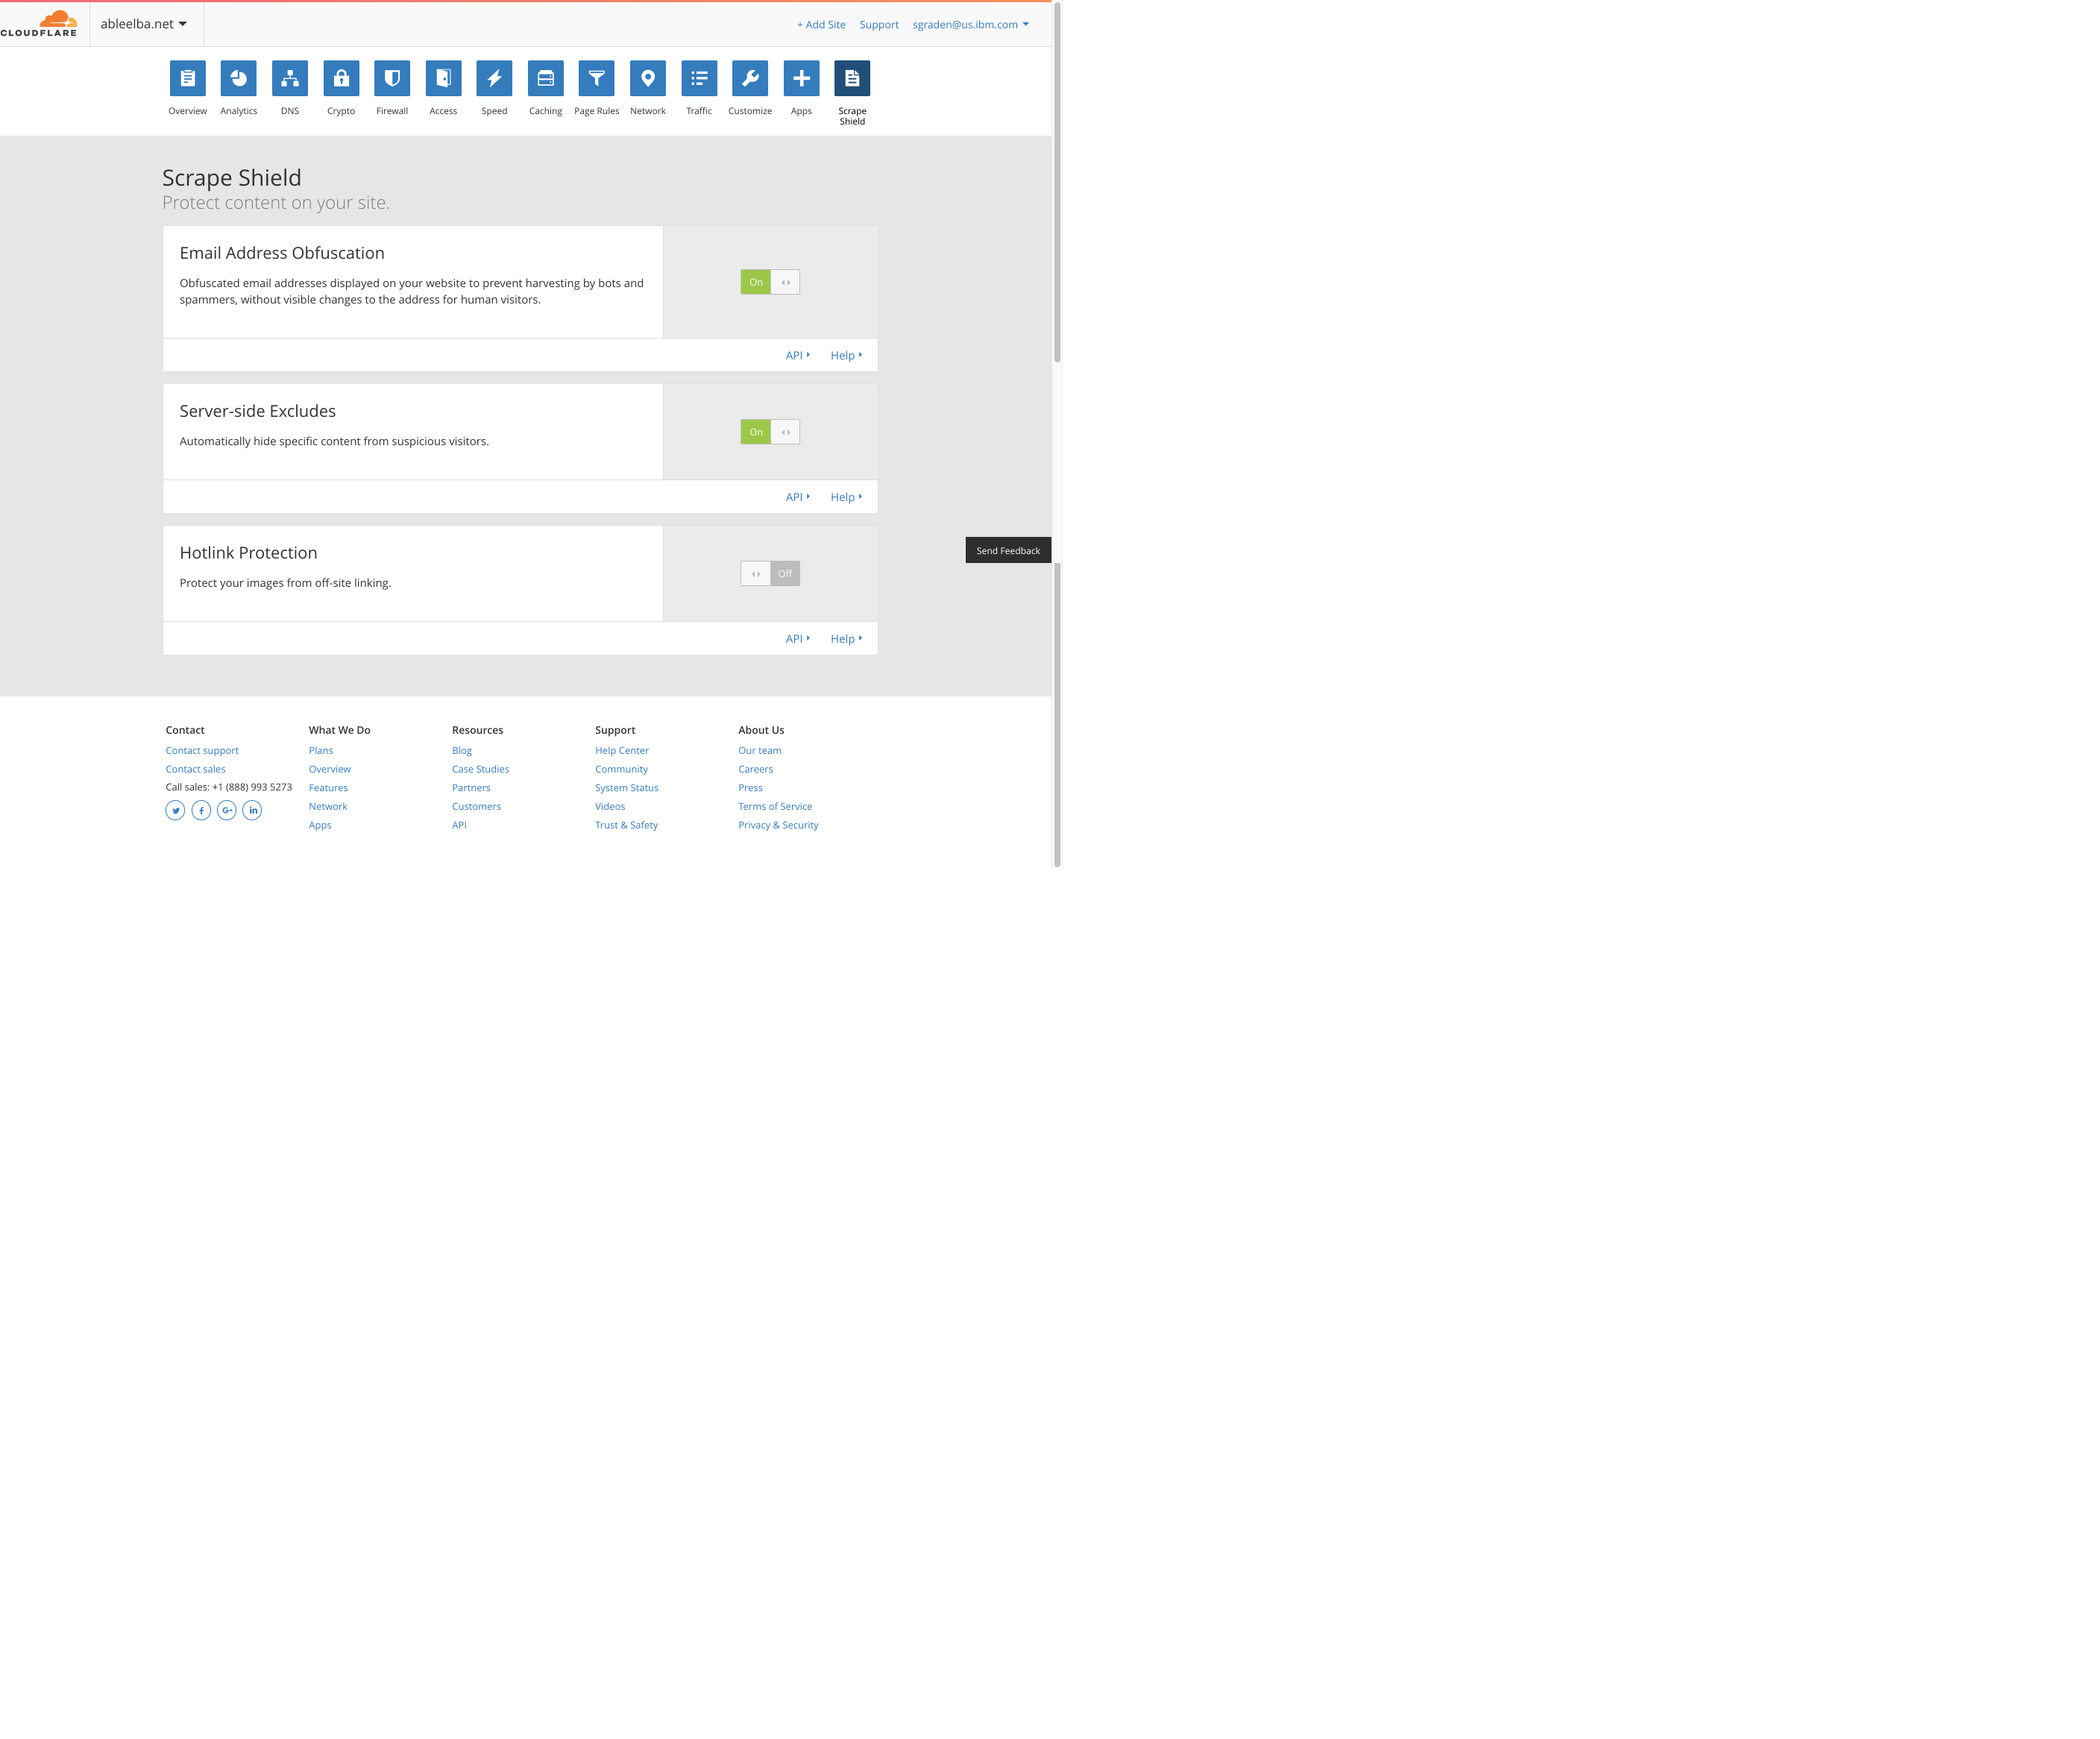 CLOUDFLARE
ableelba.net
+ Add Site Support sgraden@us.ibm.com
Overview Analytics DNS Crypto Firewall Access Speed Caching Page Rules Network Traffic Customize Apps Scrape
Shield
Scrape Shield
Protect content on your site.
Email Address Obfuscation
Obfuscated email addresses displayed on your website to prevent harvesting by bots and
spammers, without visible changes to the address for human visitors.
On
API Help
Server-side Excludes
Automatically hide specific content from suspicious visitors.
On
API Help
Hotlink Protection
Protect your images from off-site linking.
Off
API Help
Send Feedback
Contact
Contact support
Contact sales
Call sales: +1 (888) 993 5273
What We Do
Plans
Overview
Features
Network
Apps
Resources
Blog
Case Studies
Partners
Customers
API
Support
Help Center
Community
System Status
Videos
Trust & Safety
About Us
Our team
Careers
Press
Terms of Service
Privacy & Security